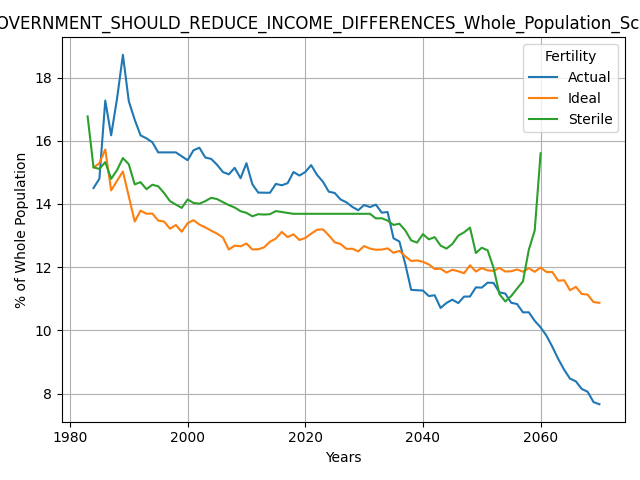 OVERNMENT_SHOULD_REDUCE_INCOME_DIFFERENCES_Whole_Population_Sc
Fertility
Actual
Ideal
Sterile
% of Whole Population
18
16
14
12
10
8
1980 2000 2020 2040 2060
Years